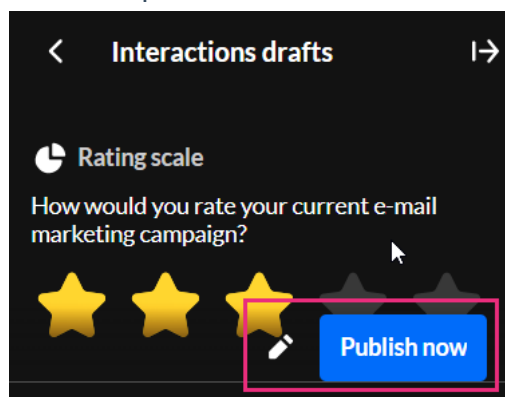 Interactions drafts
Rating scale
How would you rate your current e-mail
marketing campaign?
Publish now